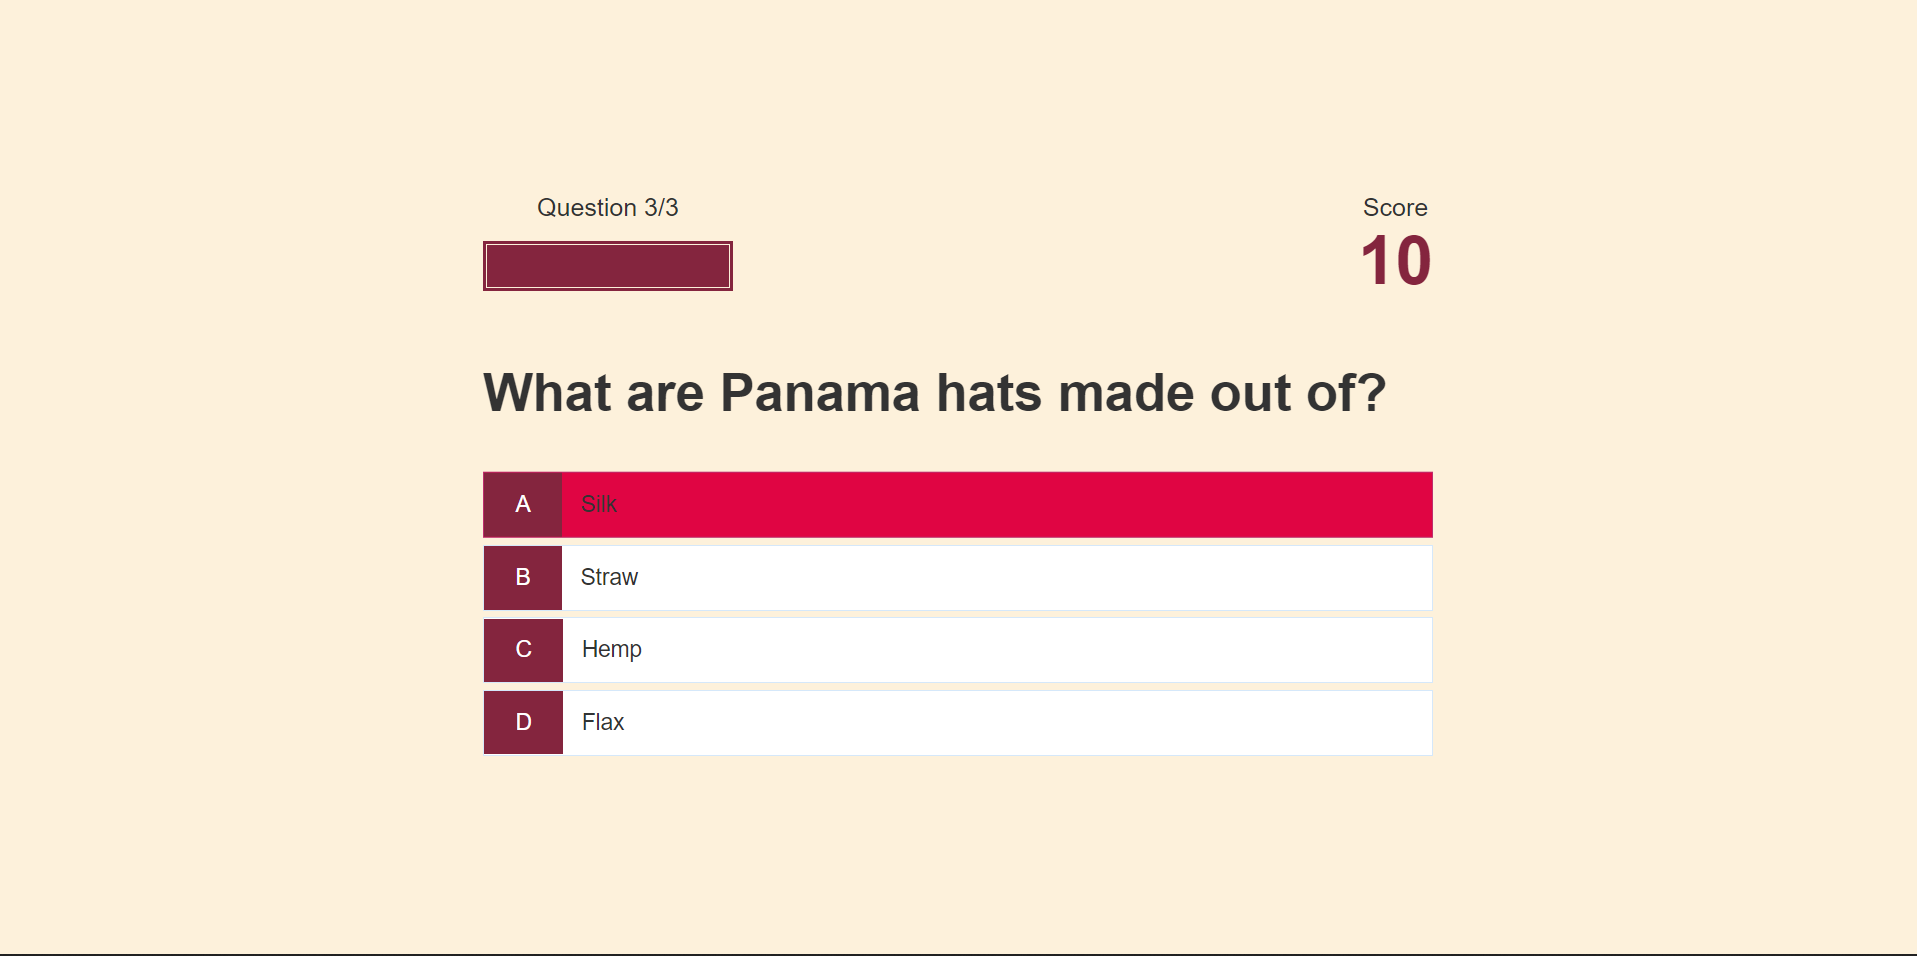 Question 3/3
Score
10
What are Panama hats made out of?
A Silk
B Straw
C Hemp
D Flax